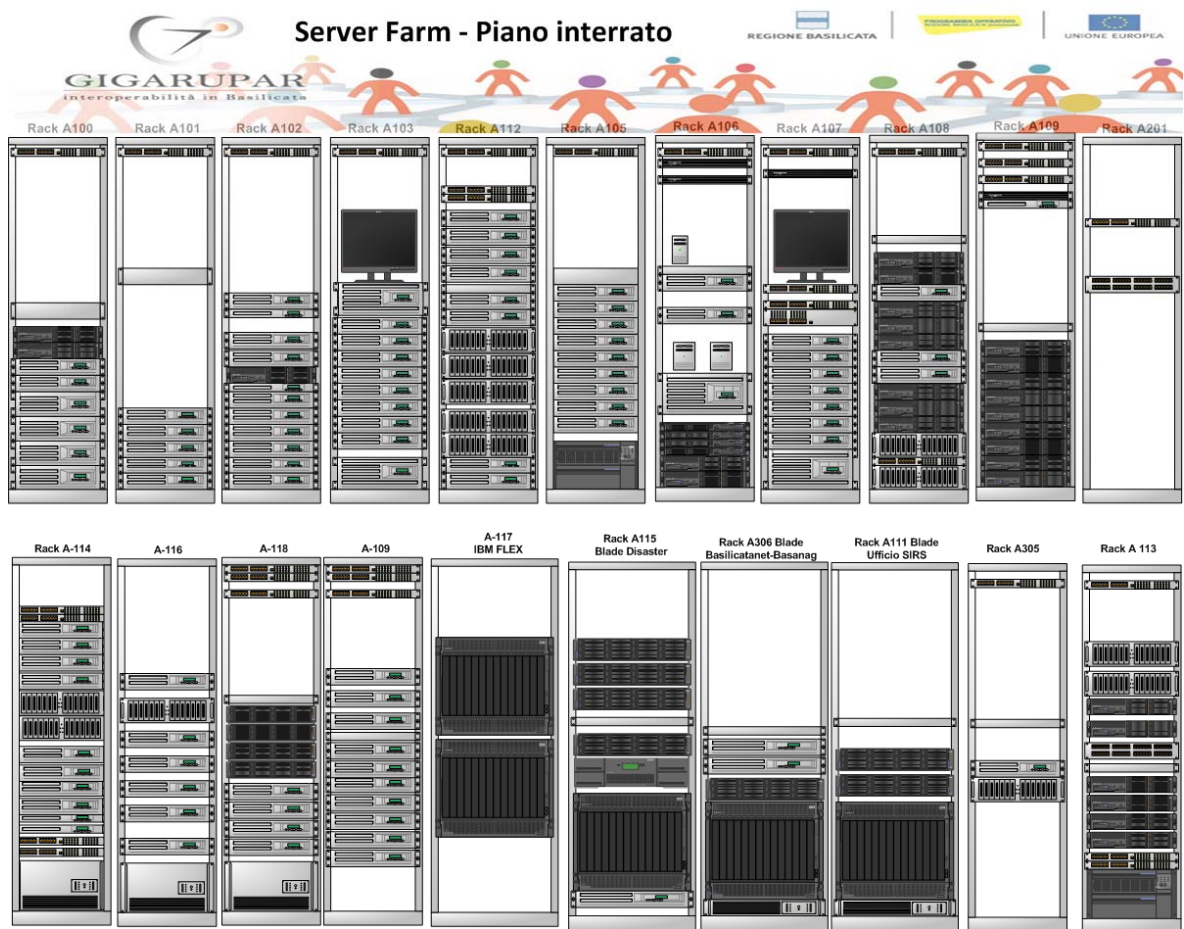 Server Farm - Piano interrato
REGIONE BASILICATA
PROGRAMMA OPERATIVO
UNIONE EUROPEA
GIGARUPAR
interoperabilità in Basilicata
Rack A100
Rack A101
Rack A102
Rack A103
Rack A112
Rack A105
Rack A106
Rack A107
Rack A108
Rack A109
Rack A201
Rack A-114
A-116
A-118
A-109
A-117
IBM FLEX
Rack A115
Blade Disaster
Rack A306 Blade
Basilicatanet-Basanag
Rack A111 Blade
Ufficio SIRS
Rack A305
Rack A 113